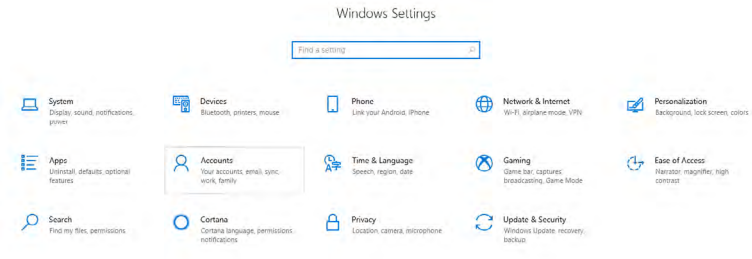 Windows Settings
Find a setting
System
Display, sound, notifications,
power
Devices
Bluetooth, printers, mouse
Phone
Link your Android, iPhone
Network & Internet
Wi-Fi, airplane mode, VPN
Personalization
Background, lock screen, colors
Apps
Uninstall, defaults, optional
features
Accounts
Your accounts, email, sync,
work, family
Time & Language
Speech, region, date
Gaming
Game bar, captures,
broadcasting, Game Mode
Ease of Access
Narrator, magnifier, high
contrast
Search
Find my files, permissions
Cortana
Cortana language, permissions,
notifications
Privacy
Location, camera, microphone
Update & Security
Windows Update, recovery,
backup